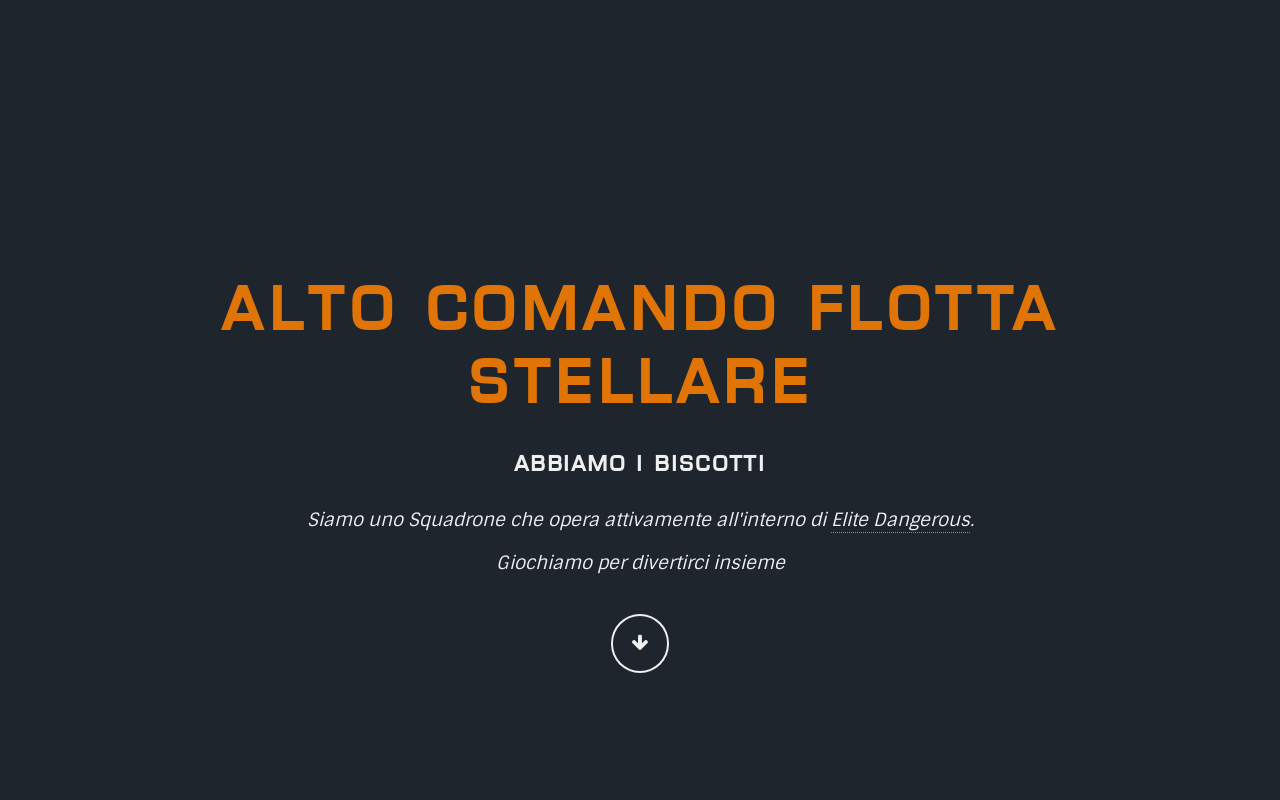 ALTO COMANDO FLOTTA
STELLARE
ABBIAMO I BISCOTTI
Siamo uno Squadrone che opera attivamente all'interno di Elite Dangerous.
Giochiamo per divertirci insieme